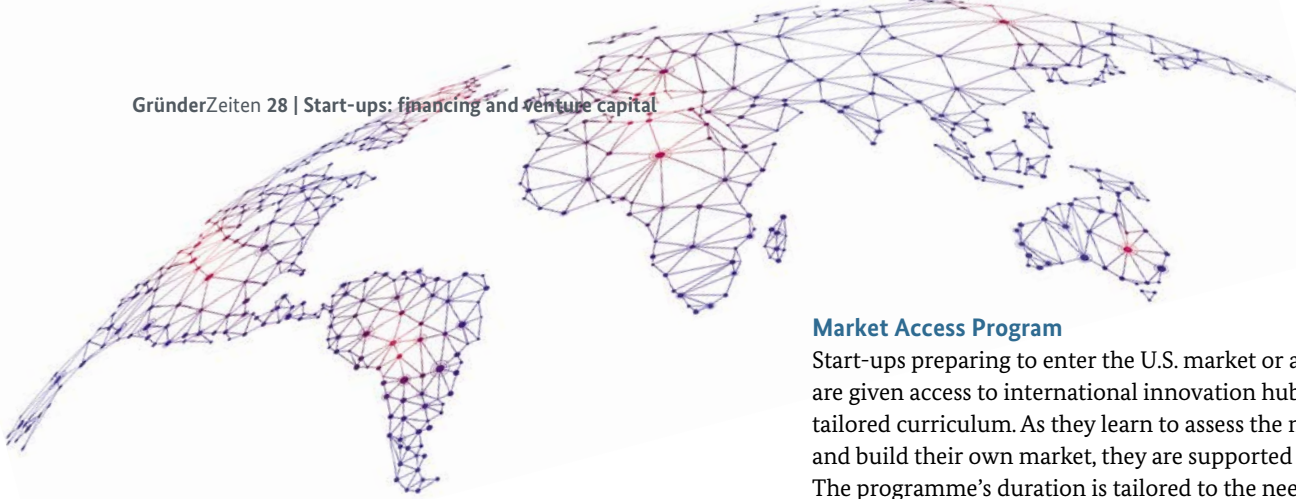 GründerZeiten 28 | Start-ups: financing and venture capital
Market Access Program
Start-ups preparing to enter the U.S. market or a
are given access to international innovation hub
tailored curriculum. As they learn to assess the
and build their own market, they are supported
The programme's duration is tailored to the nee